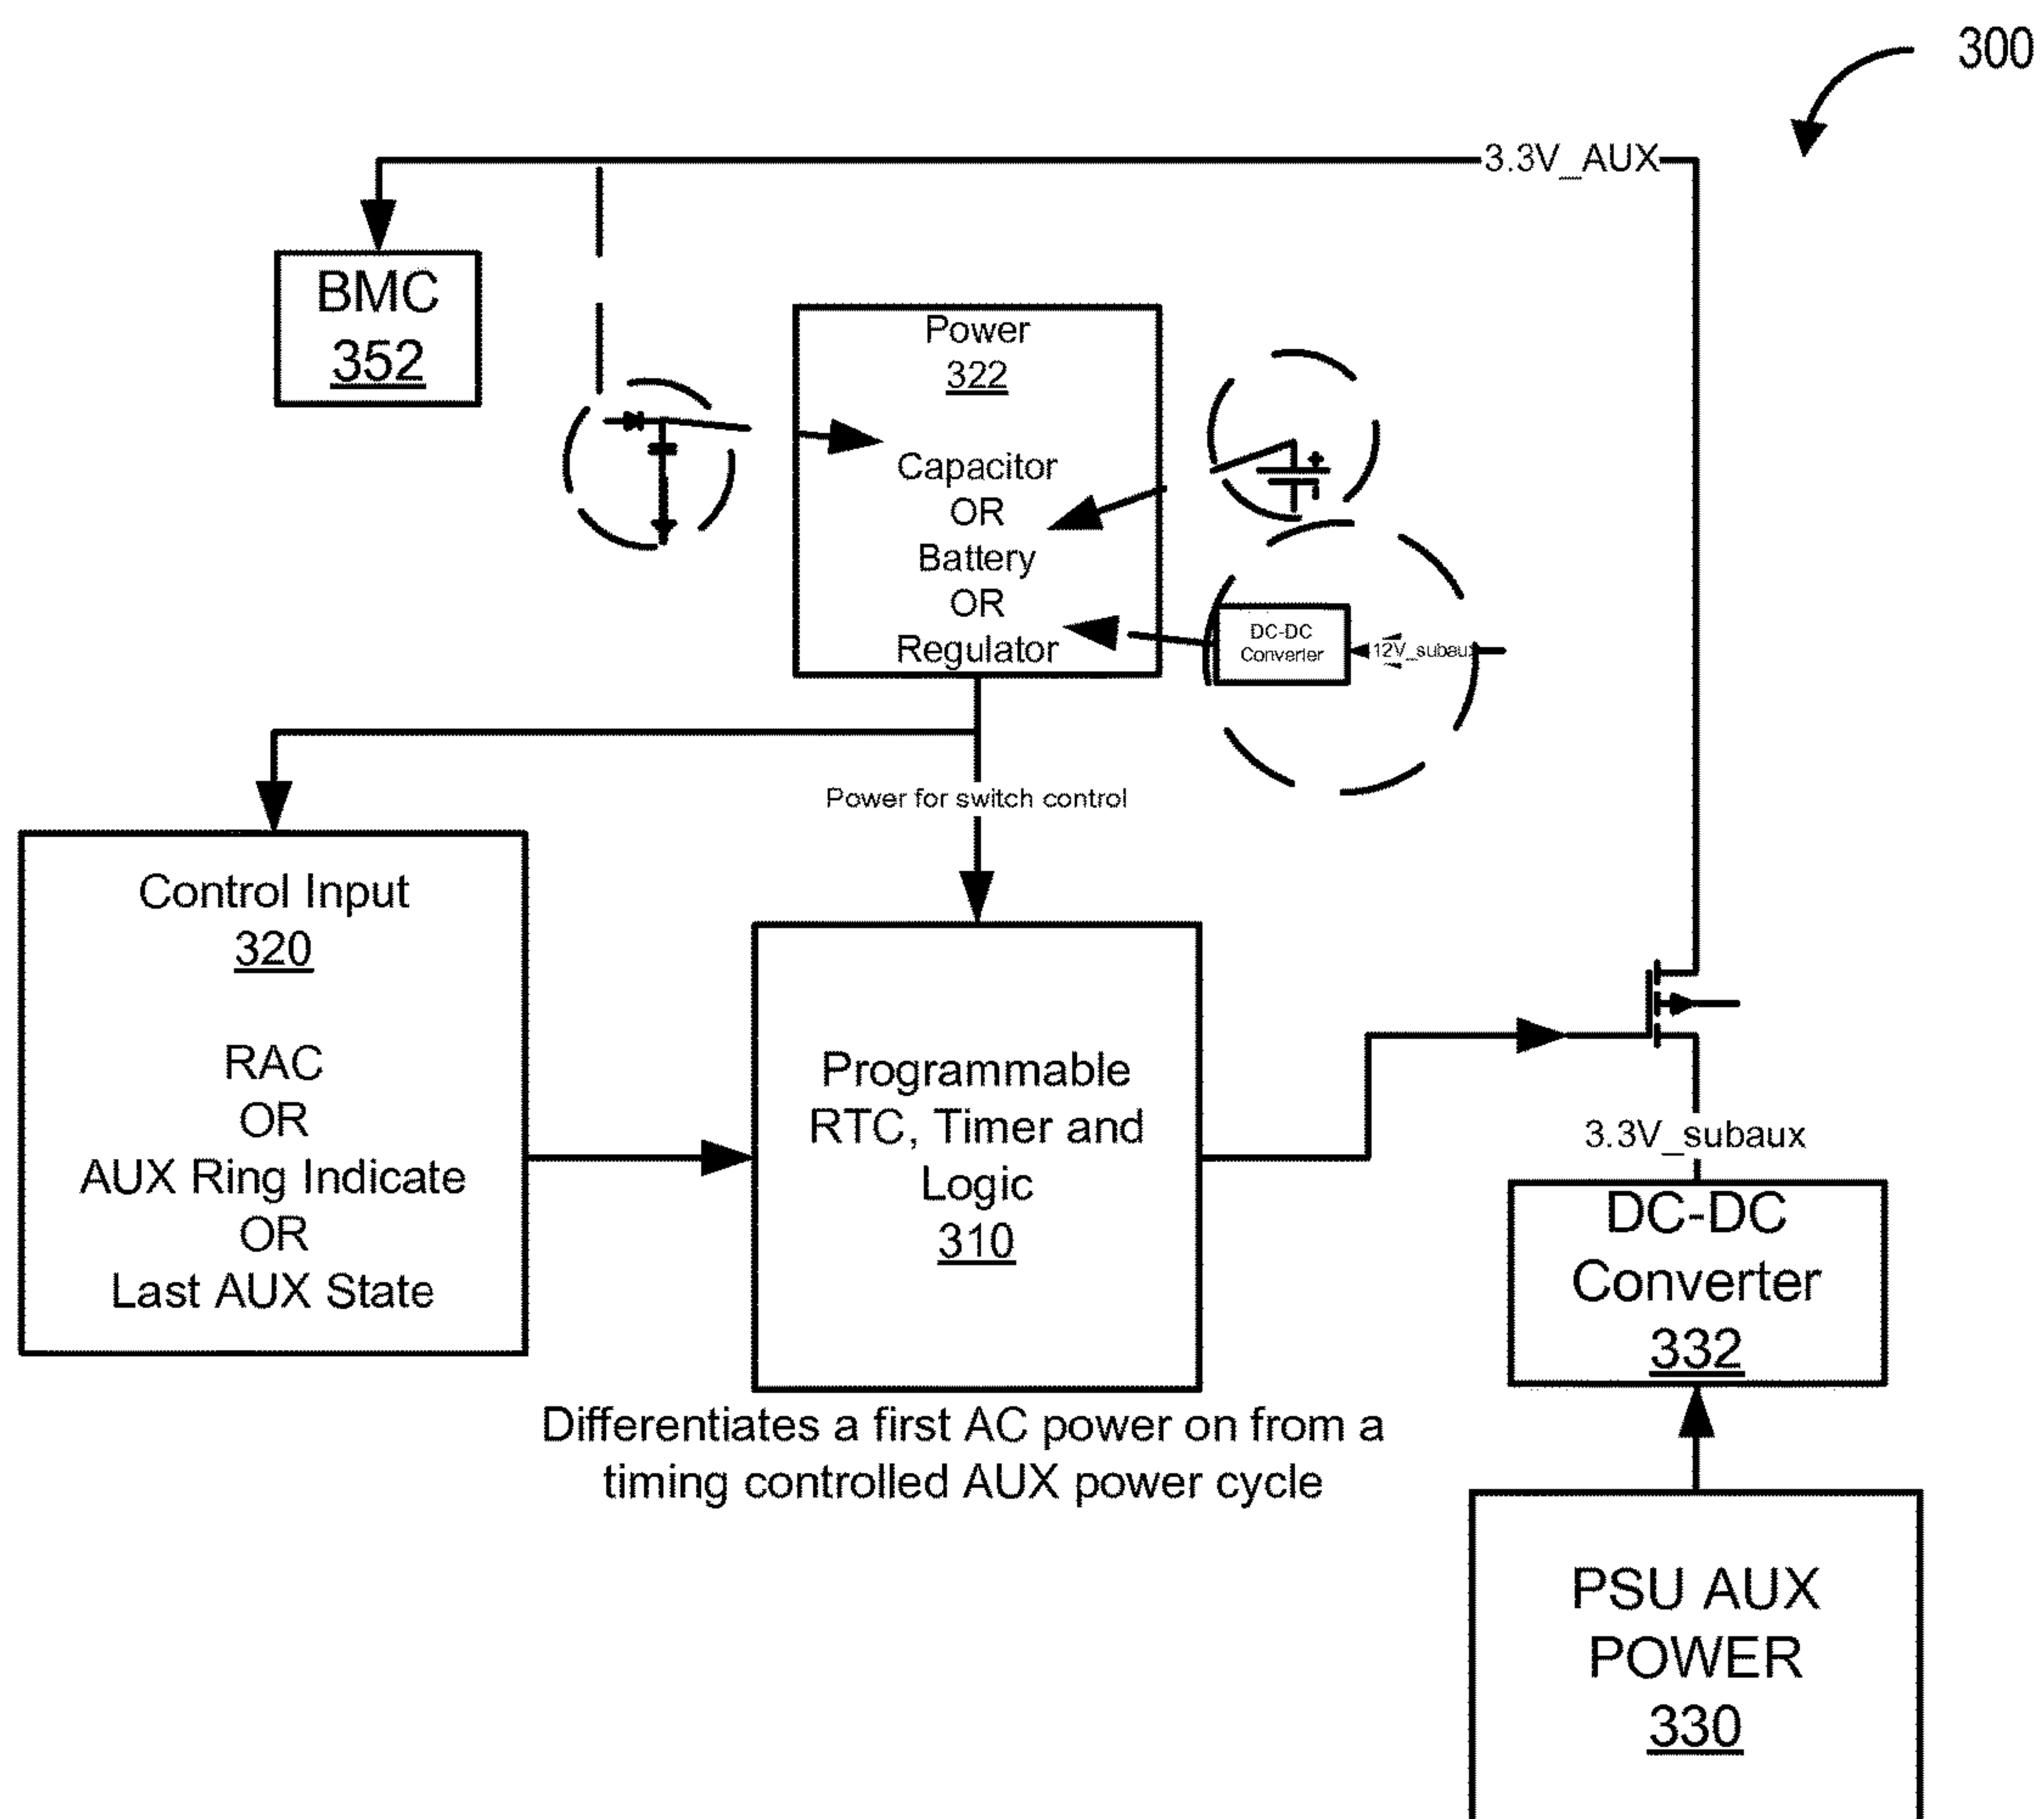 300
3.3V_AUX
BMC
352
Power
322
Capacitor
OR
Battery
OR
Regulator
+
-
DC-DC
Converter
12V_subaux
Power for switch control
Control Input
320
RAC
OR
AUX Ring Indicate
OR
Last AUX State
Programmable
RTC, Timer and
Logic
310
Differentiates a first AC power on from a
timing controlled AUX power cycle
3.3V_subaux
DC-DC
Converter
332
PSU AUX
POWER
330